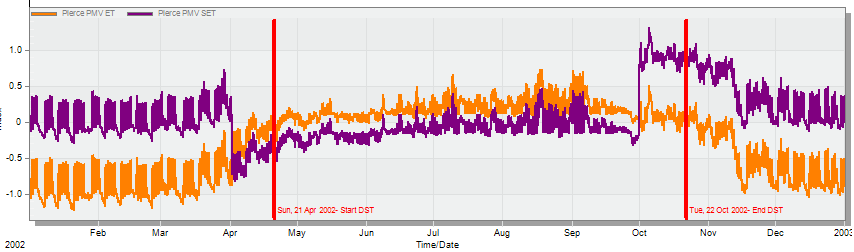 Pierce PMV ET Pierce PMV SET
1.0
0.5
0
-0.5
-1.0
Sun, 21 Apr 2002- Start DST Tue, 22 Oct 2002- End DST
Feb Mar Apr May Jun Jul Aug Sep Oct Nov Dec 2003
2002 Time/Date